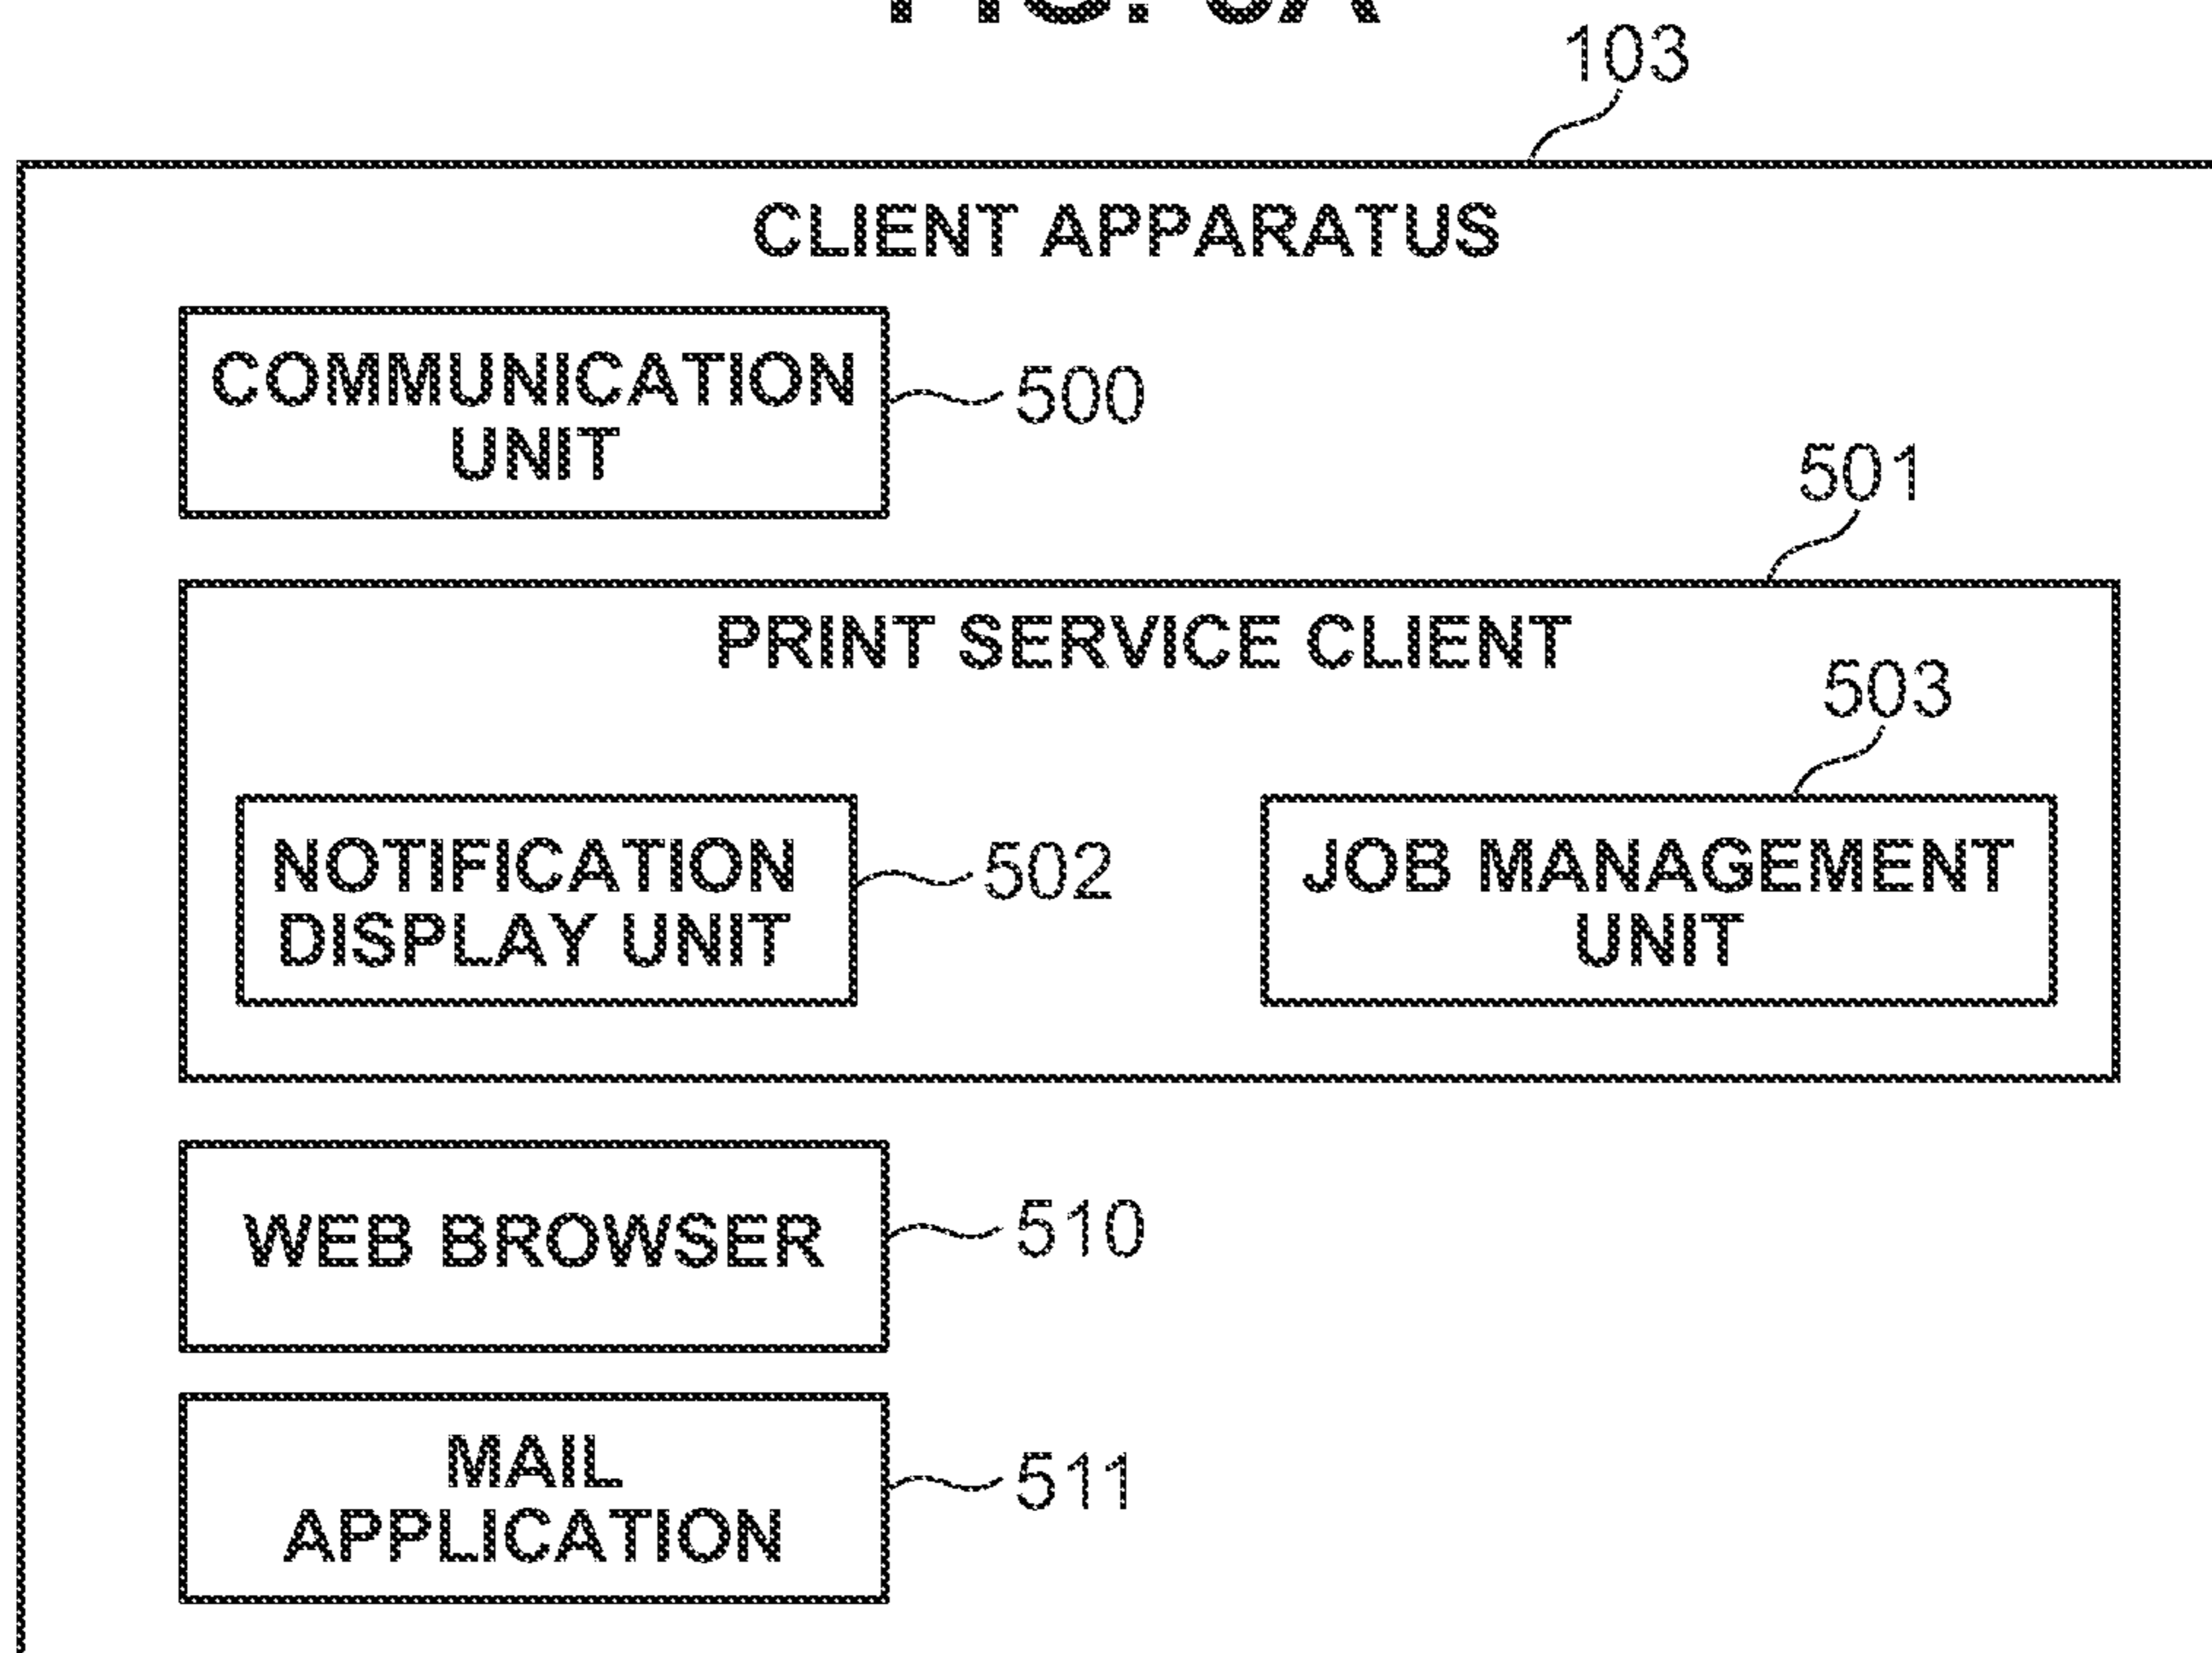 103
CLIENT APPARATUS
COMMUNICATION
UNIT
500
501
PRINT SERVICE CLIENT
503
NOTIFICATION
DISPLAY UNIT
502
JOB MANAGEMENT
UNIT
WEB BROWSER
510
MAIL
APPLICATION
511